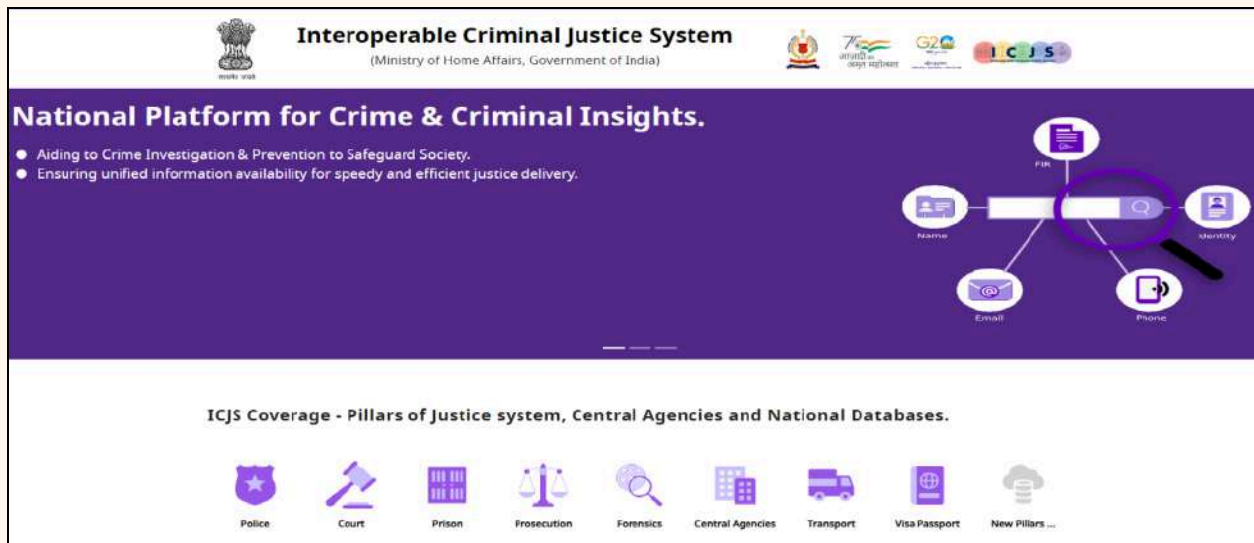 Interoperable Criminal Justice System
(Ministry of Home Affairs, Government of India)
G20
I C J S
National Platform for Crime & Criminal Insights.
Aiding to Crime Investigation & Prevention to Safeguard Society.
Ensuring unified information availability for speedy and efficient justice delivery.
FIR
Name
Identity
Email
Phone
ICJS Coverage - Pillars of Justice system, Central Agencies and National Databases.
Police Court Prison Prosecution Forensics Central Agencies Transport Visa Passport New Pillars ...